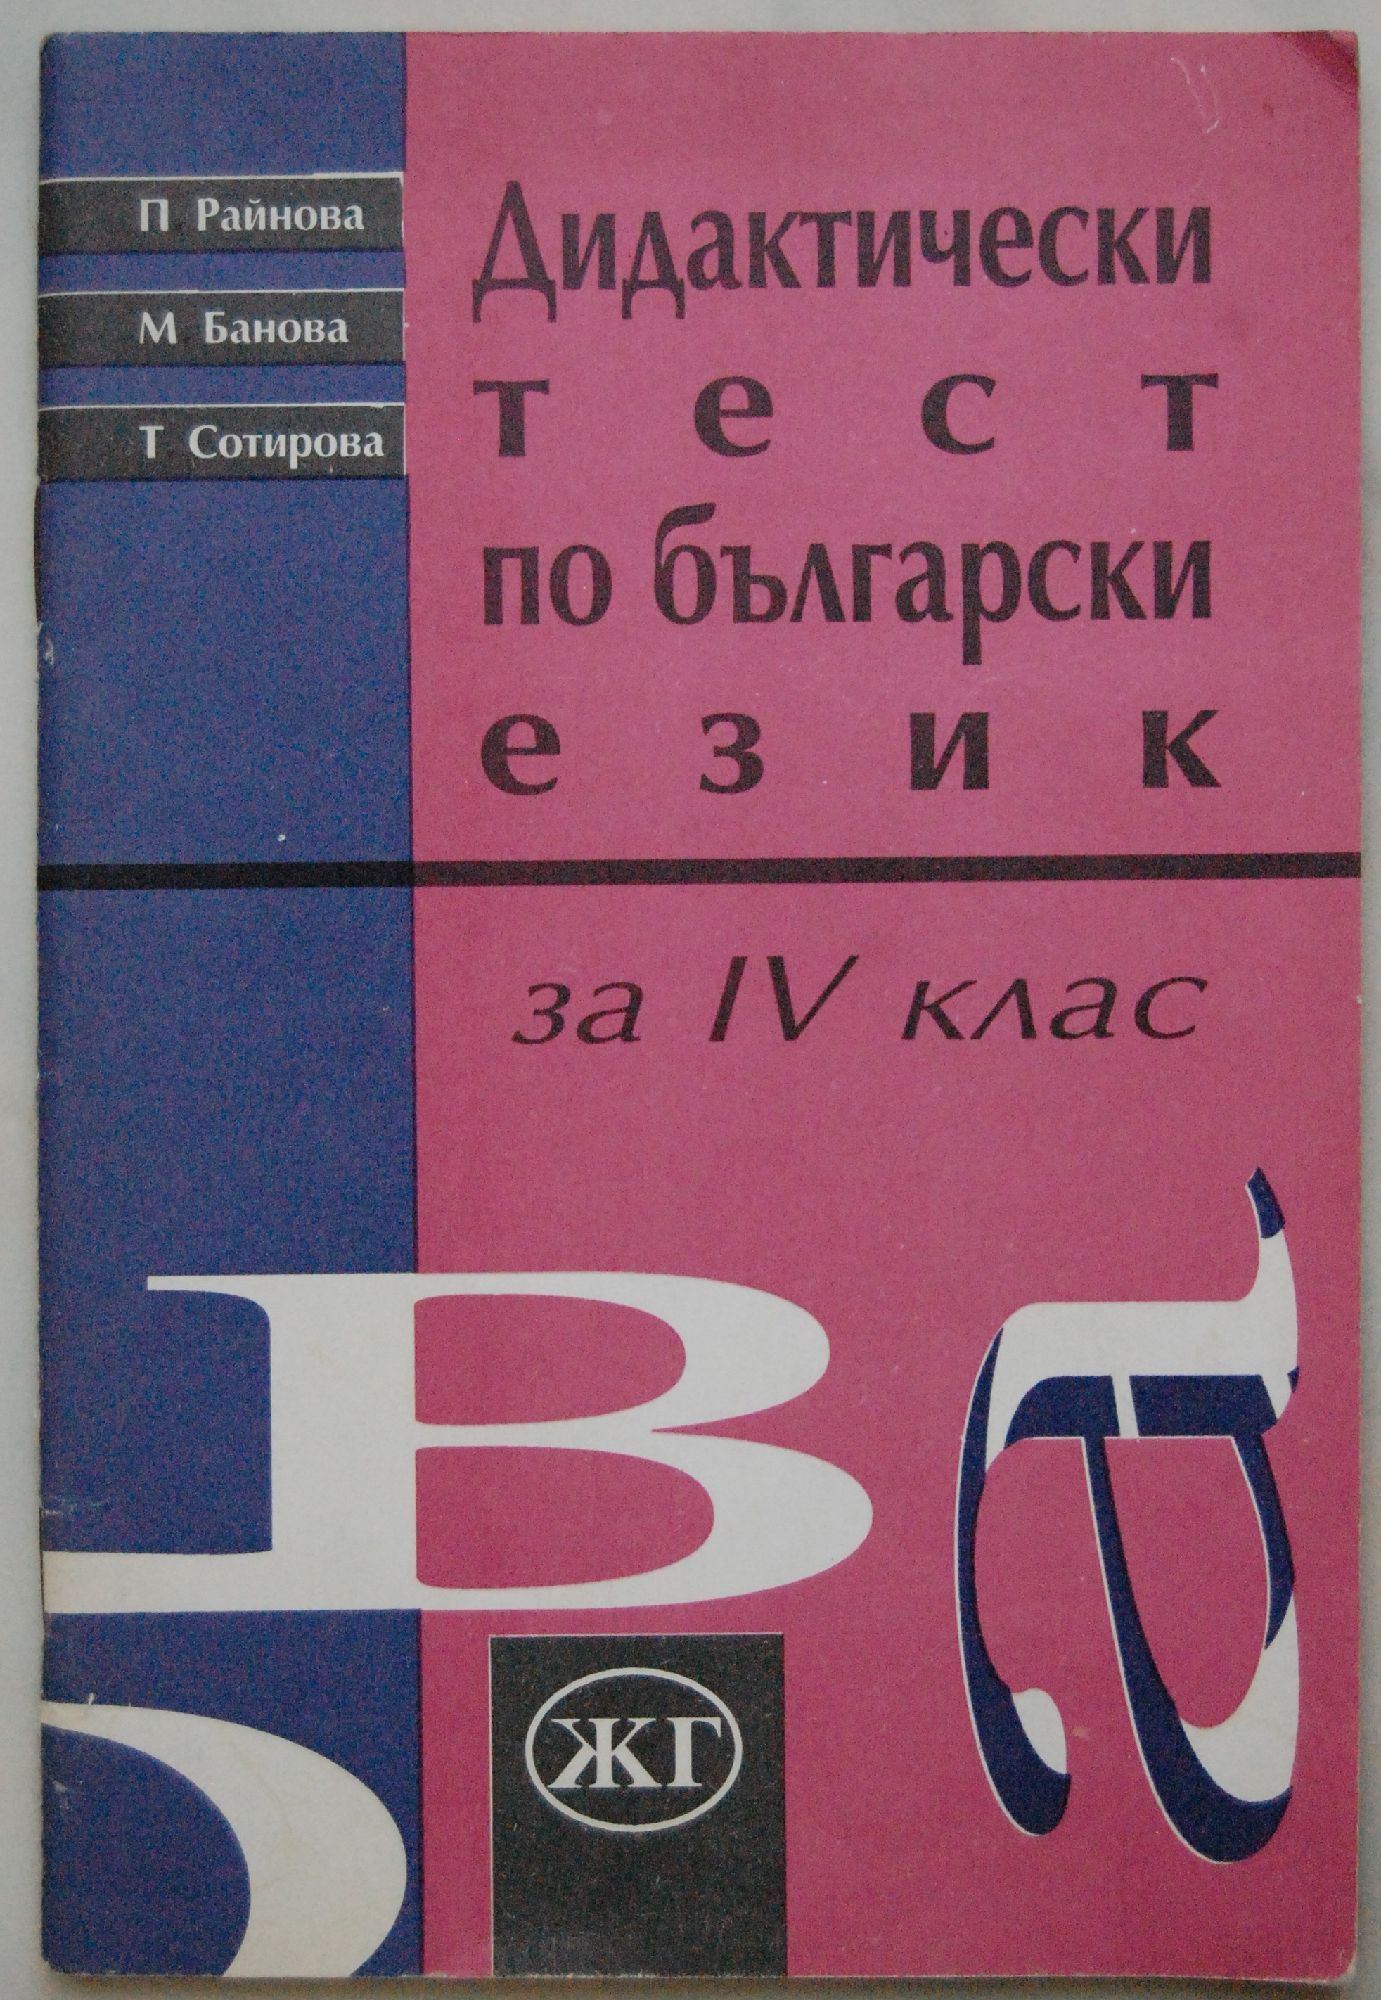 П Райнова
М Банова
Т Сотирова
Дидактически
тест
по български
език
за IV клас
В
ЖГ